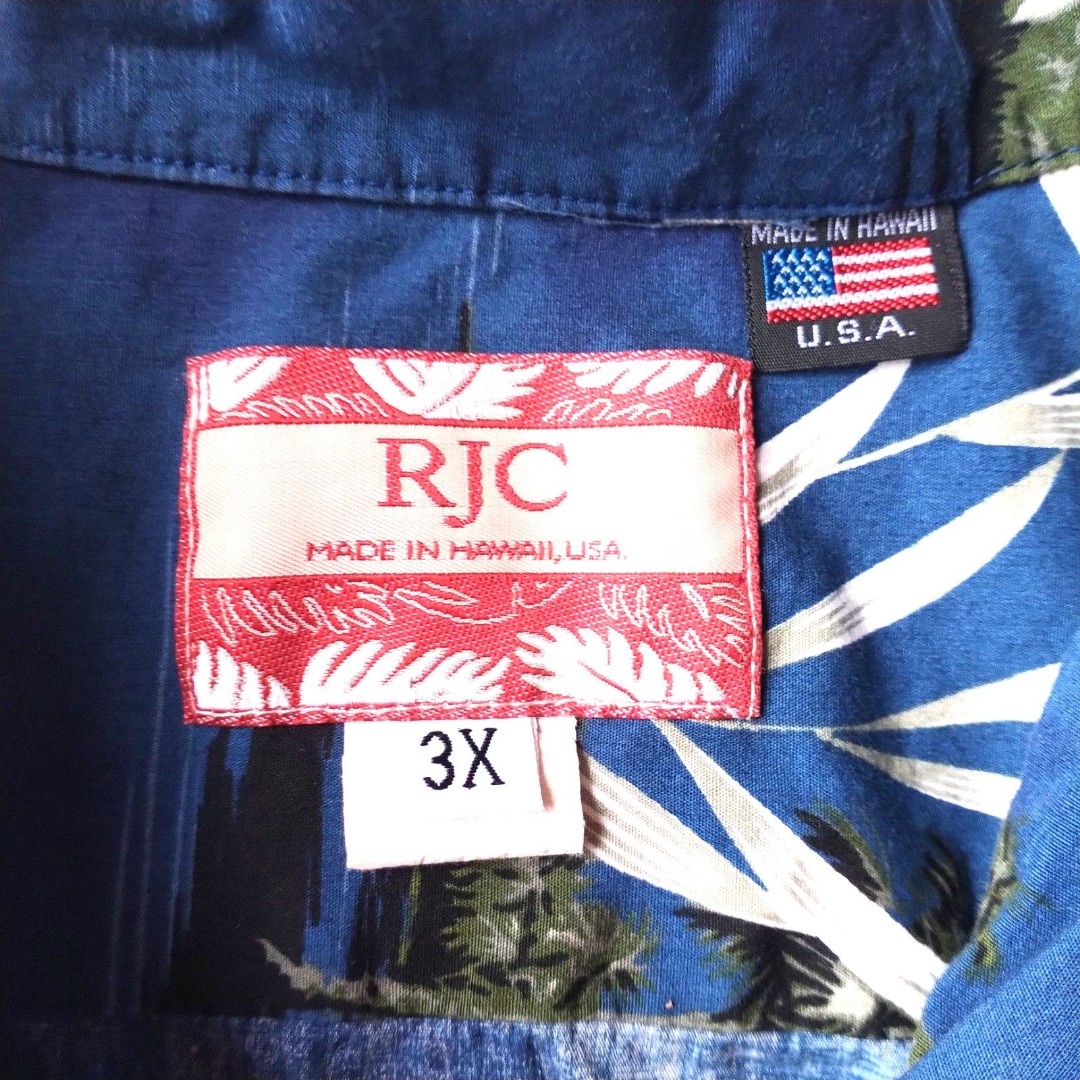 MADE IN HAWAII
U.S.A.
RJC
MADE IN HAWAII, USA.
3X